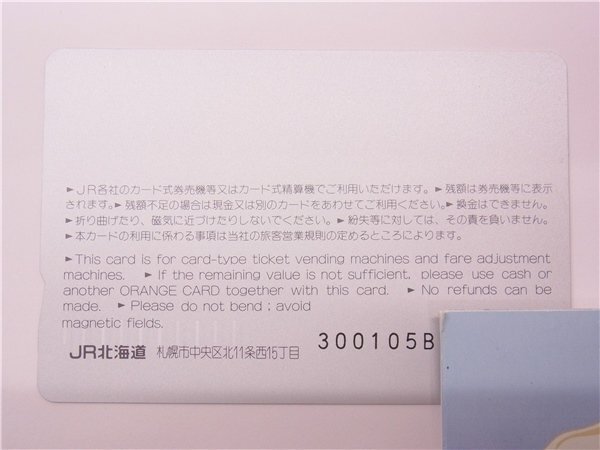 ►JR各社のカード式券売機等又はカード式精算機でご利用いただけます。►残額は券売機等に表示
されます。►残額不足の場合は現金又は別のカードをあわせてご利用ください。►換金はできません。
►折り曲げたり、磁気に近づけたりしないでください。►紛失等に対しては、その責を負いません。
►本カードの利用に係わる事項は当社の旅客営業規則の定めるところによります。
►This card is for card-type ticket vending machines and fare adjustment
machines. ►If the remaining value is not sufficient, please use cash or
another ORANGE CARD together with this card. ►No refunds can be
made. ►Please do not bend ; avoid
magnetic fields.
JR北海道 札幌市中央区北11条西15丁目 300105B